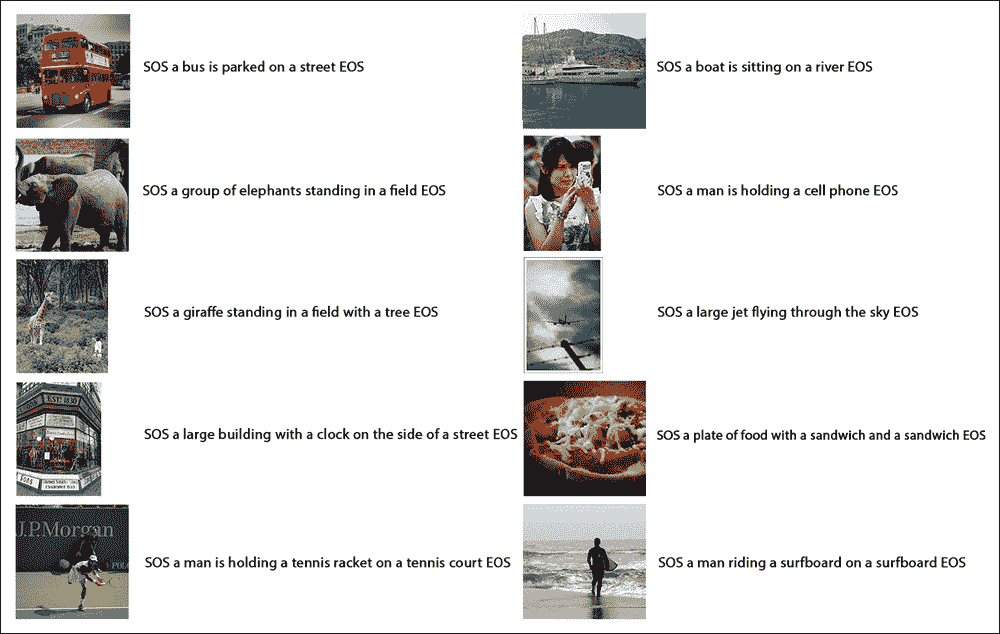 SOS a bus is parked on a street EOS
SOS a boat is sitting on a river EOS
SOS a group of elephants standing in a field EOS
SOS a man is holding a cell phone EOS
SOS a giraffe standing in a field with a tree EOS
SOS a large jet flying through the sky EOS
EST. 1830
SOS a large building with a clock on the side of a street EOS
SOS a plate of food with a sandwich and a sandwich EOS
J.P.Morgan
SOS a man is holding a tennis racket on a tennis court EOS
SOS a man riding a surfboard on a surfboard EOS